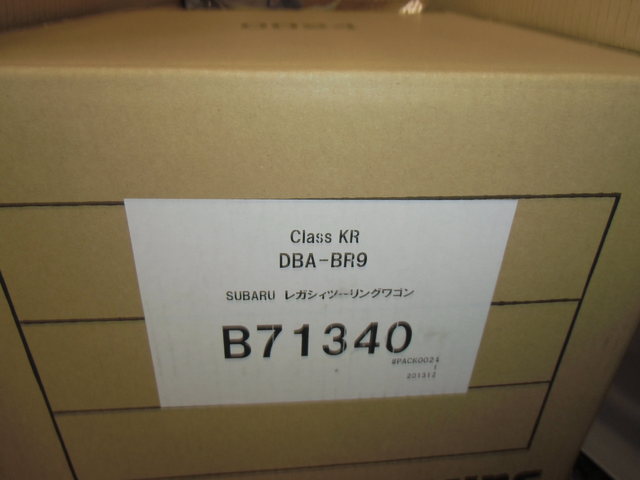 Class KR
DBA-BR9
SUBARU レガシィツーリングワゴン
B71340
8PACK0024
1
201312